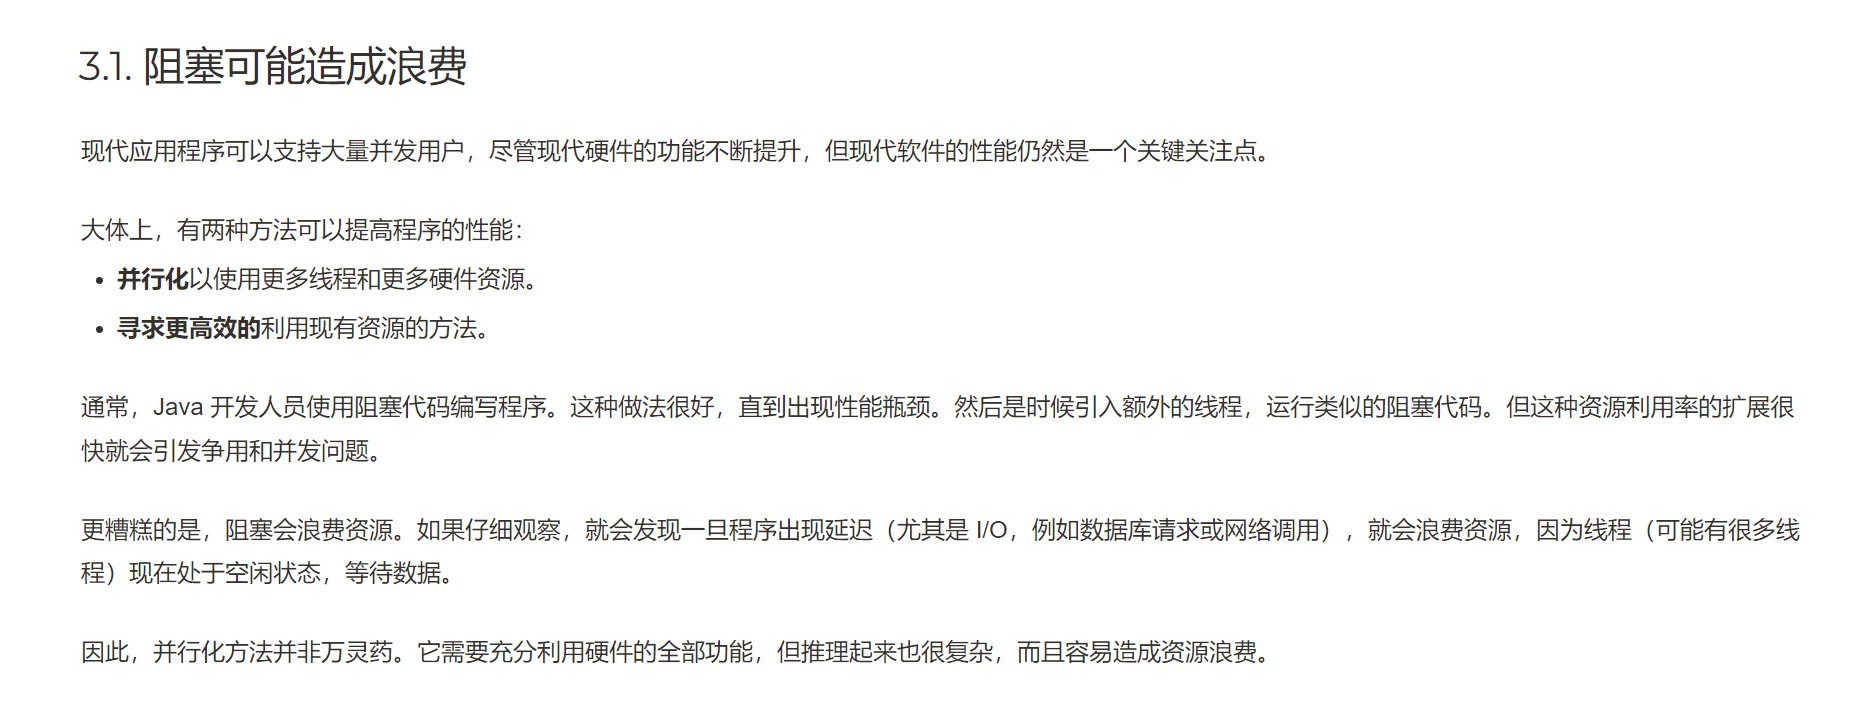 3.1. 阻塞可能造成浪费
现代应用程序可以支持大量并发用户，尽管现代硬件的功能不断提升，但现代软件的性能仍然是一个关键关注点。
大体上，有两种方法可以提高程序的性能：
• 并行化以使用更多线程和更多硬件资源。
• 寻求更高效的利用现有资源的方法。
通常，Java 开发人员使用阻塞代码编写程序。这种做法很好，直到出现性能瓶颈。然后是时候引入额外的线程，运行类似的阻塞代码。但这种资源利用率的扩展很
快就会引发争用和并发问题。
更糟糕的是，阻塞会浪费资源。如果仔细观察，就会发现一旦程序出现延迟（尤其是 I/O，例如数据库请求或网络调用），就会浪费资源，因为线程（可能有很多线
程）现在处于空闲状态，等待数据。
因此，并行化方法并非万灵药。它需要充分利用硬件的全部功能，但推理起来也很复杂，而且容易造成资源浪费。